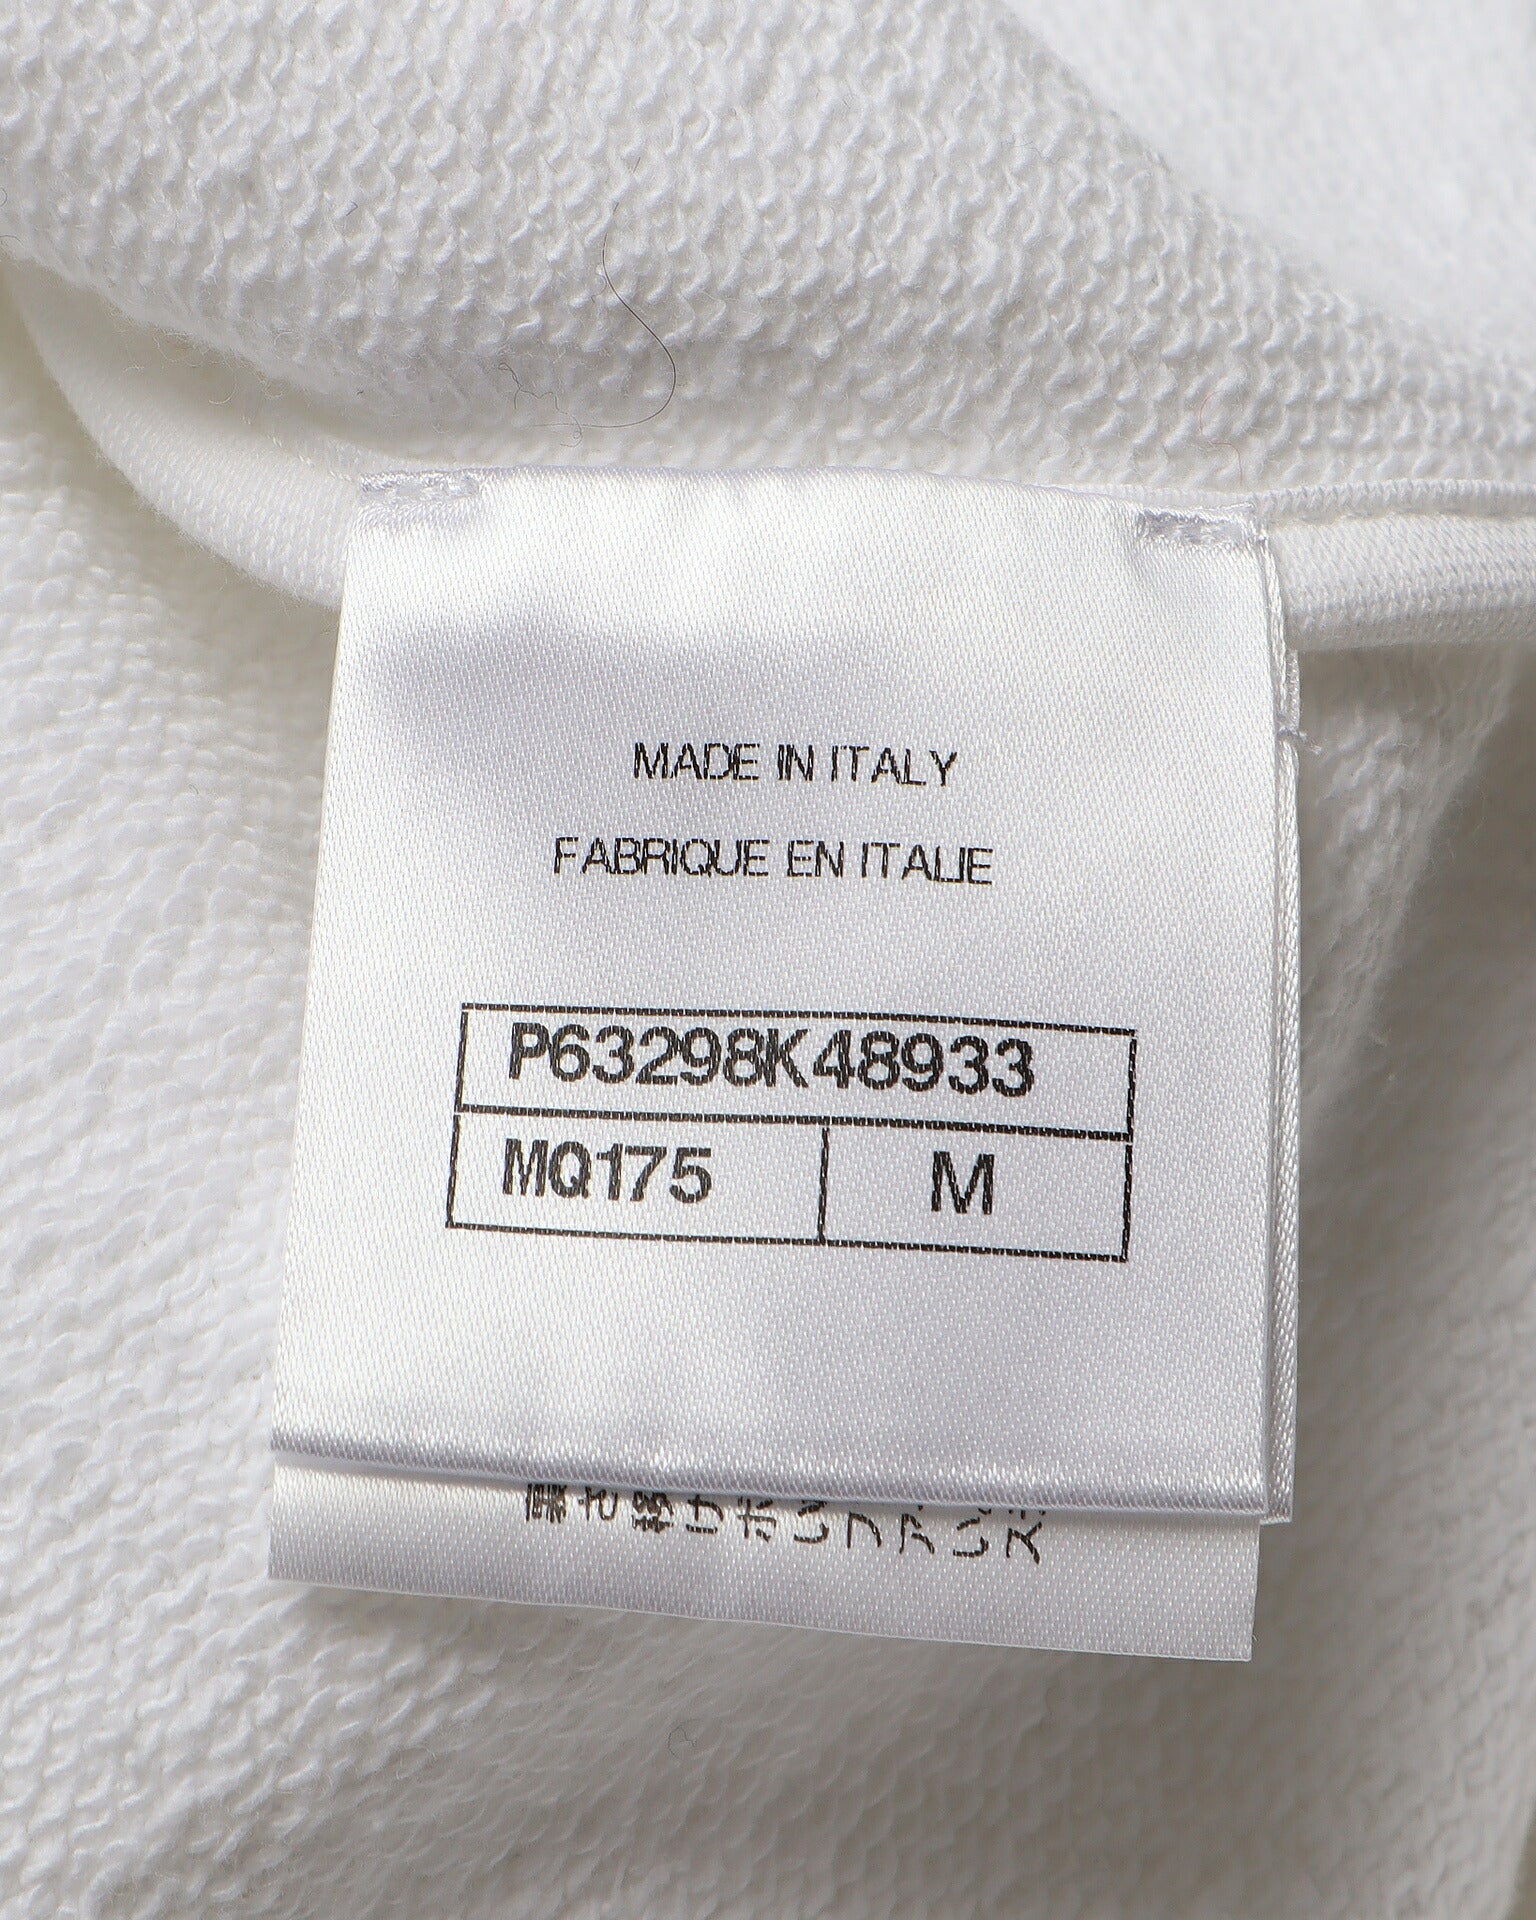 MADE IN ITALY
FABRIQUE EN ITALIE
P63298K48933
MQ175 M